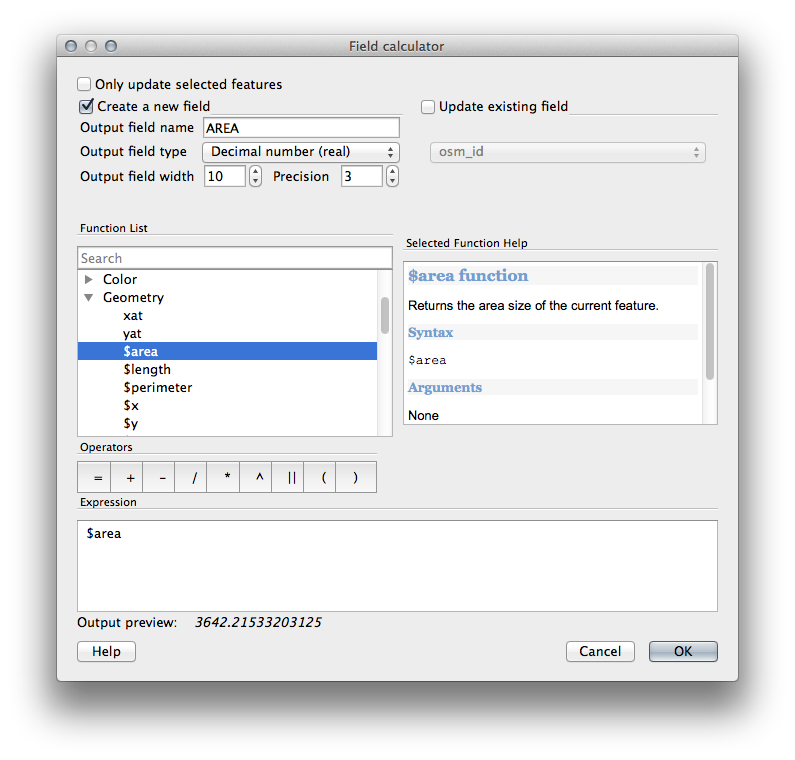 Field calculator
Only update selected features
Create a new field
Update existing field
Output field name AREA
Output field type Decimal number (real)
osm_id
Output field width 10 Precision 3
Function List
Selected Function Help
Search
Color
Geometry
xat
yat
$area
$length
$perimeter
$x
$y
$area function
Returns the area size of the current feature.
Syntax
$area
Arguments
None
Operators
= + - / * ^ || ( )
Expression
$area
Output preview: 3642.21533203125
Help Cancel OK